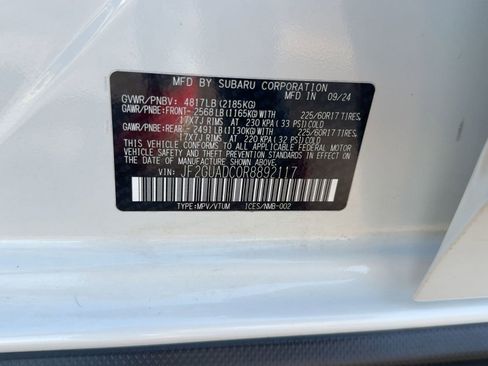 MFD BY SUBARU CORPORATION
MFD IN 09/24
GVWR/PNBV: 4817LB (2185KG)
GAWR/PNBE: FRONT- 2568LB (1165KG) WITH 225/60R17 TIRES,
17X7J RIMS AT 230 KPA (33 PSI) COLD
GAWR/PNBE: REAR - 2491LB (1130KG) WITH 225/60R17 TIRES,
17X7J RIMS AT 220 KPA (32 PSI) COLD
THIS VEHICLE CONFORMS TO ALL APPLICABLE FEDERAL MOTOR
VEHICLE SAFETY STANDARDS IN EFFECT ON THE DATE OF
MANUFACTURE SHOWN ABOVE.
VIN: JF2GUADC0R8892117
TYPE: MPV/VTUM ICES/NMB-002